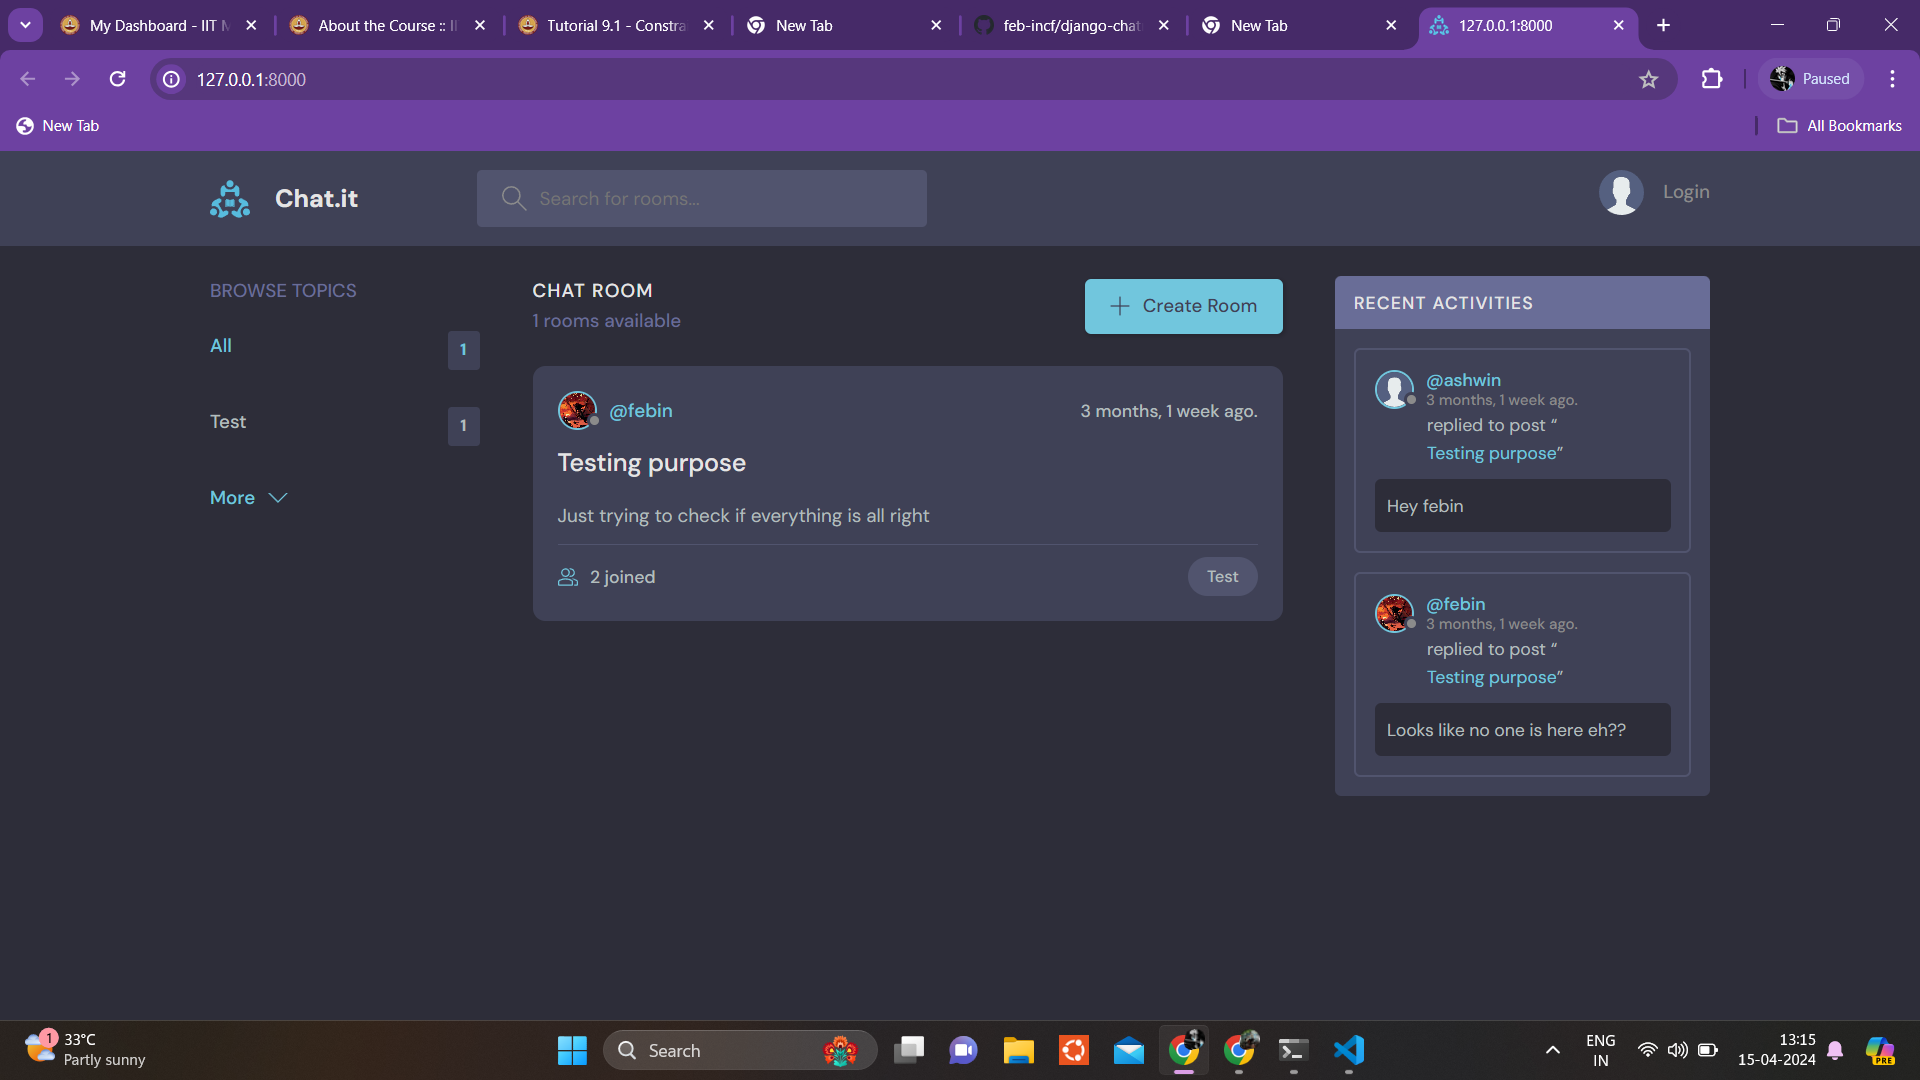 My Dashboard - IIT M
About the Course :: II
Tutorial 9.1 - Constra
New Tab
feb-incf/django-chat
New Tab
127.0.0.1:8000
127.0.0.1:8000
Paused
New Tab
All Bookmarks
Chat.it
Search for rooms...
Login
BROWSE TOPICS
All
1
Test
1
More
CHAT ROOM
1 rooms available
Create Room
@febin
3 months, 1 week ago.
Testing purpose
Just trying to check if everything is all right
2 joined
Test
RECENT ACTIVITIES
@ashwin
3 months, 1 week ago.
replied to post “
Testing purpose”
Hey febin
@febin
3 months, 1 week ago.
replied to post “
Testing purpose”
Looks like no one is here eh??
1
33°C
Partly sunny
Search
ENG
IN
13:15
15-04-2024
PRE